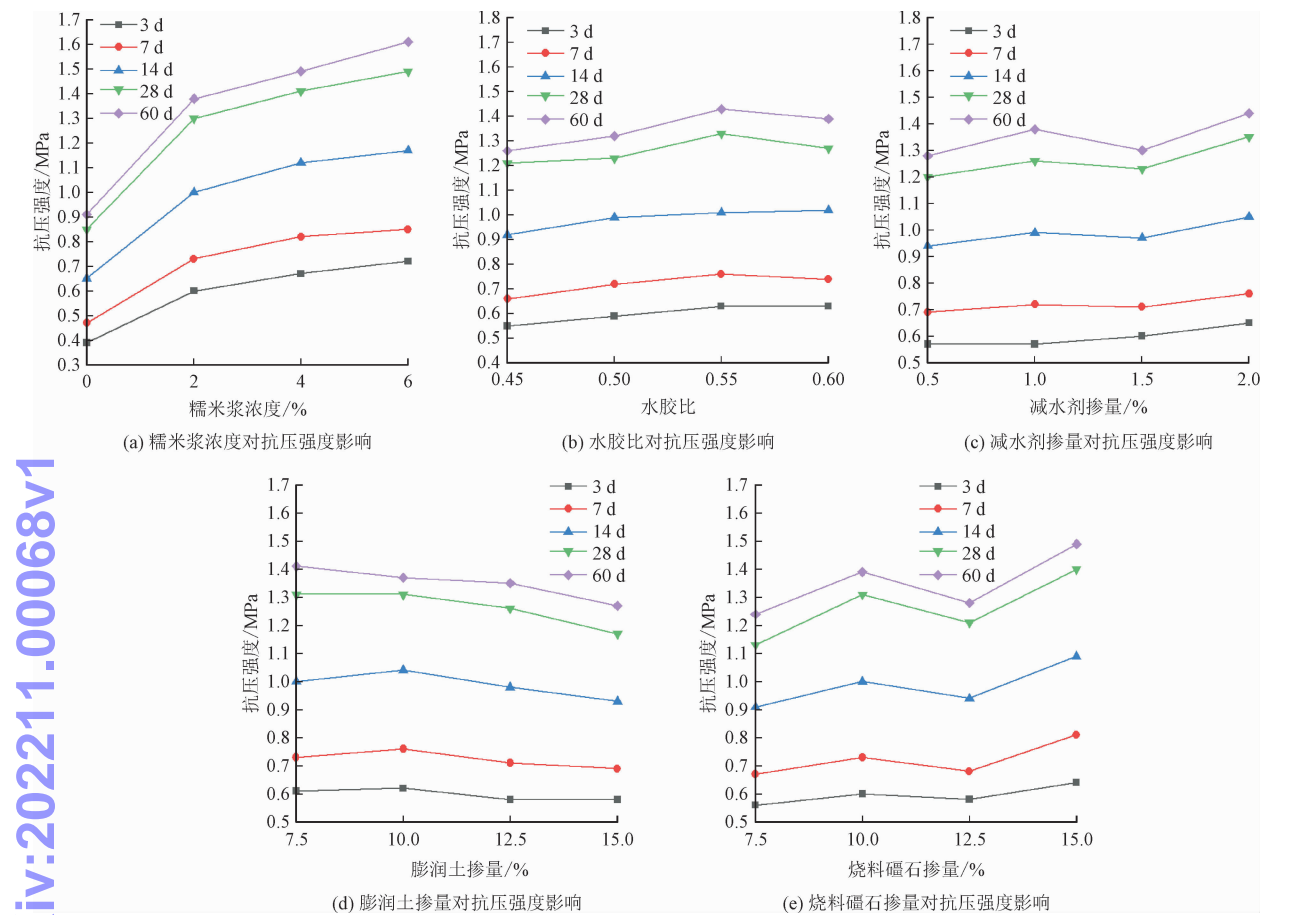 1.7
1.6
1.5
1.4
1.3
1.2
1.1
1.0
0.9
0.8
0.7
0.6
0.5
0.4
0.3
抗压强度/MPa
3 d
7 d
14 d
28 d
60 d
0 2 4 6
糯米浆浓度/%
(a) 糯米浆浓度对抗压强度影响
1.8
1.7
1.6
1.5
1.4
1.3
1.2
1.1
1.0
0.9
0.8
0.7
0.6
0.5
0.4
抗压强度/MPa
3 d
7 d
14 d
28 d
60 d
0.45 0.50 0.55 0.60
水胶比
(b) 水胶比对抗压强度影响
1.8
1.7
1.6
1.5
1.4
1.3
1.2
1.1
1.0
0.9
0.8
0.7
0.6
0.5
抗压强度/MPa
3 d
7 d
14 d
28 d
60 d
0.5 1.0 1.5 2.0
减水剂掺量/%
(c) 减水剂掺量对抗压强度影响
1.7
1.6
1.5
1.4
1.3
1.2
1.1
1.0
0.9
0.8
0.7
0.6
0.5
抗压强度/MPa
3 d
7 d
14 d
28 d
60 d
7.5 10.0 12.5 15.0
膨润土掺量/%
(d) 膨润土掺量对抗压强度影响
1.7
1.6
1.5
1.4
1.3
1.2
1.1
1.0
0.9
0.8
0.7
0.6
0.5
抗压强度/MPa
3 d
7 d
14 d
28 d
60 d
7.5 10.0 12.5 15.0
烧料礓石掺量/%
(e) 烧料礓石掺量对抗压强度影响
iv:202211.00068v1